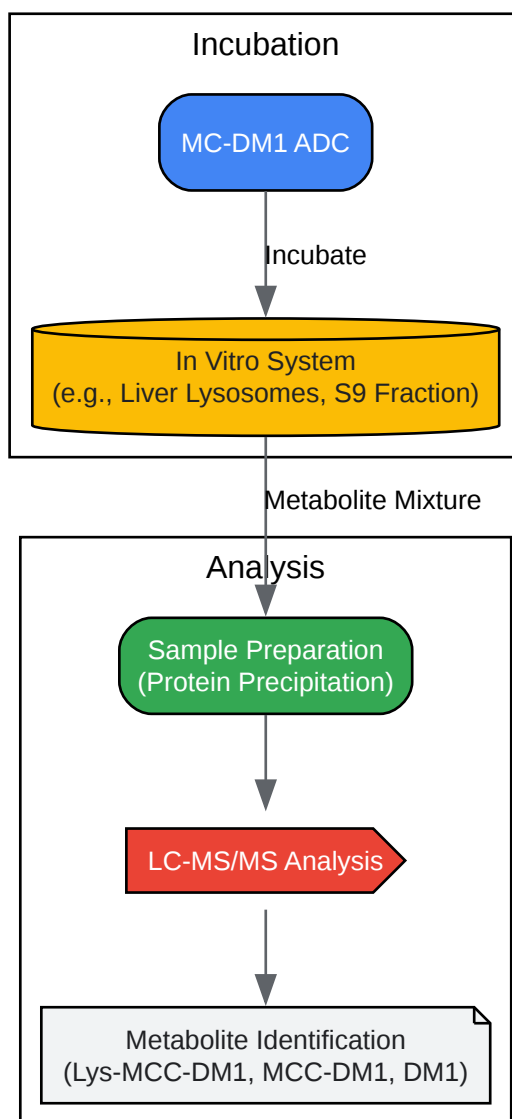 Incubation
MC-DM1 ADC
Incubate
In Vitro System
(e.g., Liver Lysosomes, S9 Fraction)
Metabolite Mixture
Analysis
Sample Preparation
(Protein Precipitation)
LC-MS/MS Analysis
Metabolite Identification
(Lys-MCC-DM1, MCC-DM1, DM1)